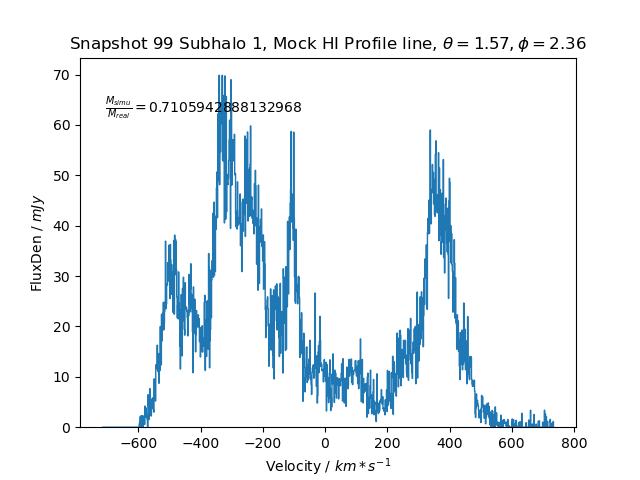 Snapshot 99 Subhalo 1, Mock HI Profile line, θ = 1.57, ϕ = 2.36
M_simu/M_real = 0.7105942888132968
FluxDen / mJy
70
60
50
40
30
20
10
0
−600 −400 −200 0 200 400 600 800
Velocity / km * s^{−1}